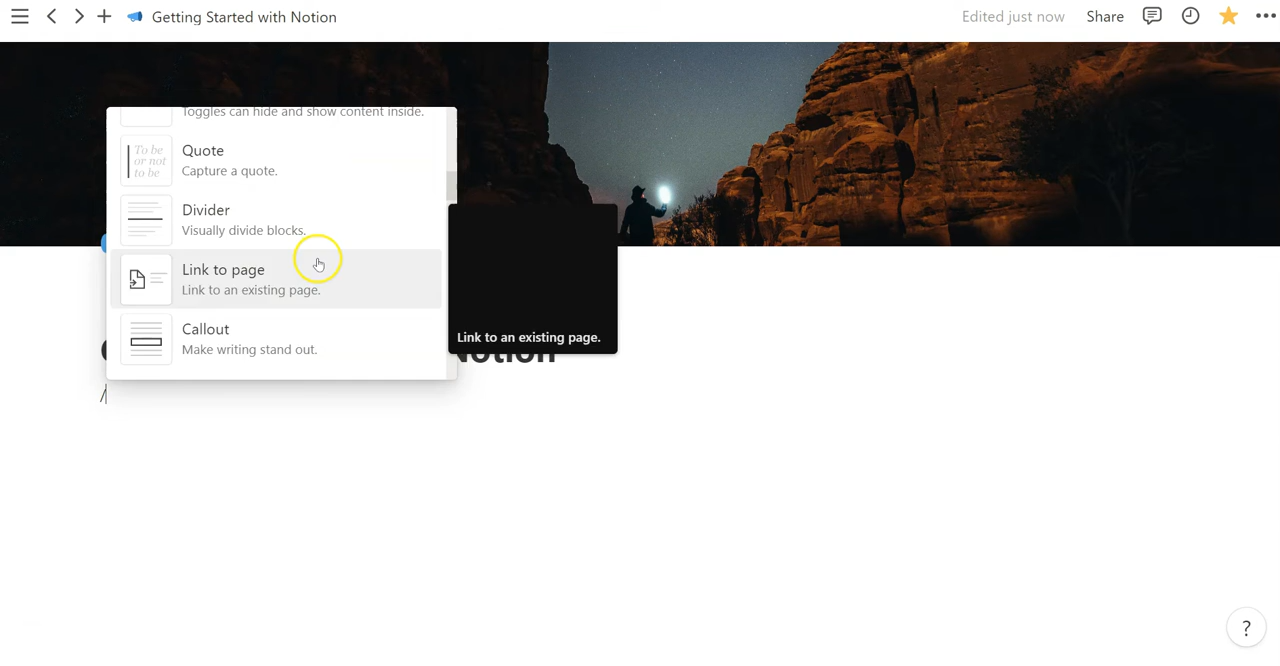 Getting Started with Notion
Edited just now
Share
Toggles can hide and show content inside.
To be
or not
to be
Quote
Capture a quote.
Divider
Visually divide blocks.
Link to page
Link to an existing page.
Link to an existing page.
Callout
Make writing stand out.
Notion
/
?